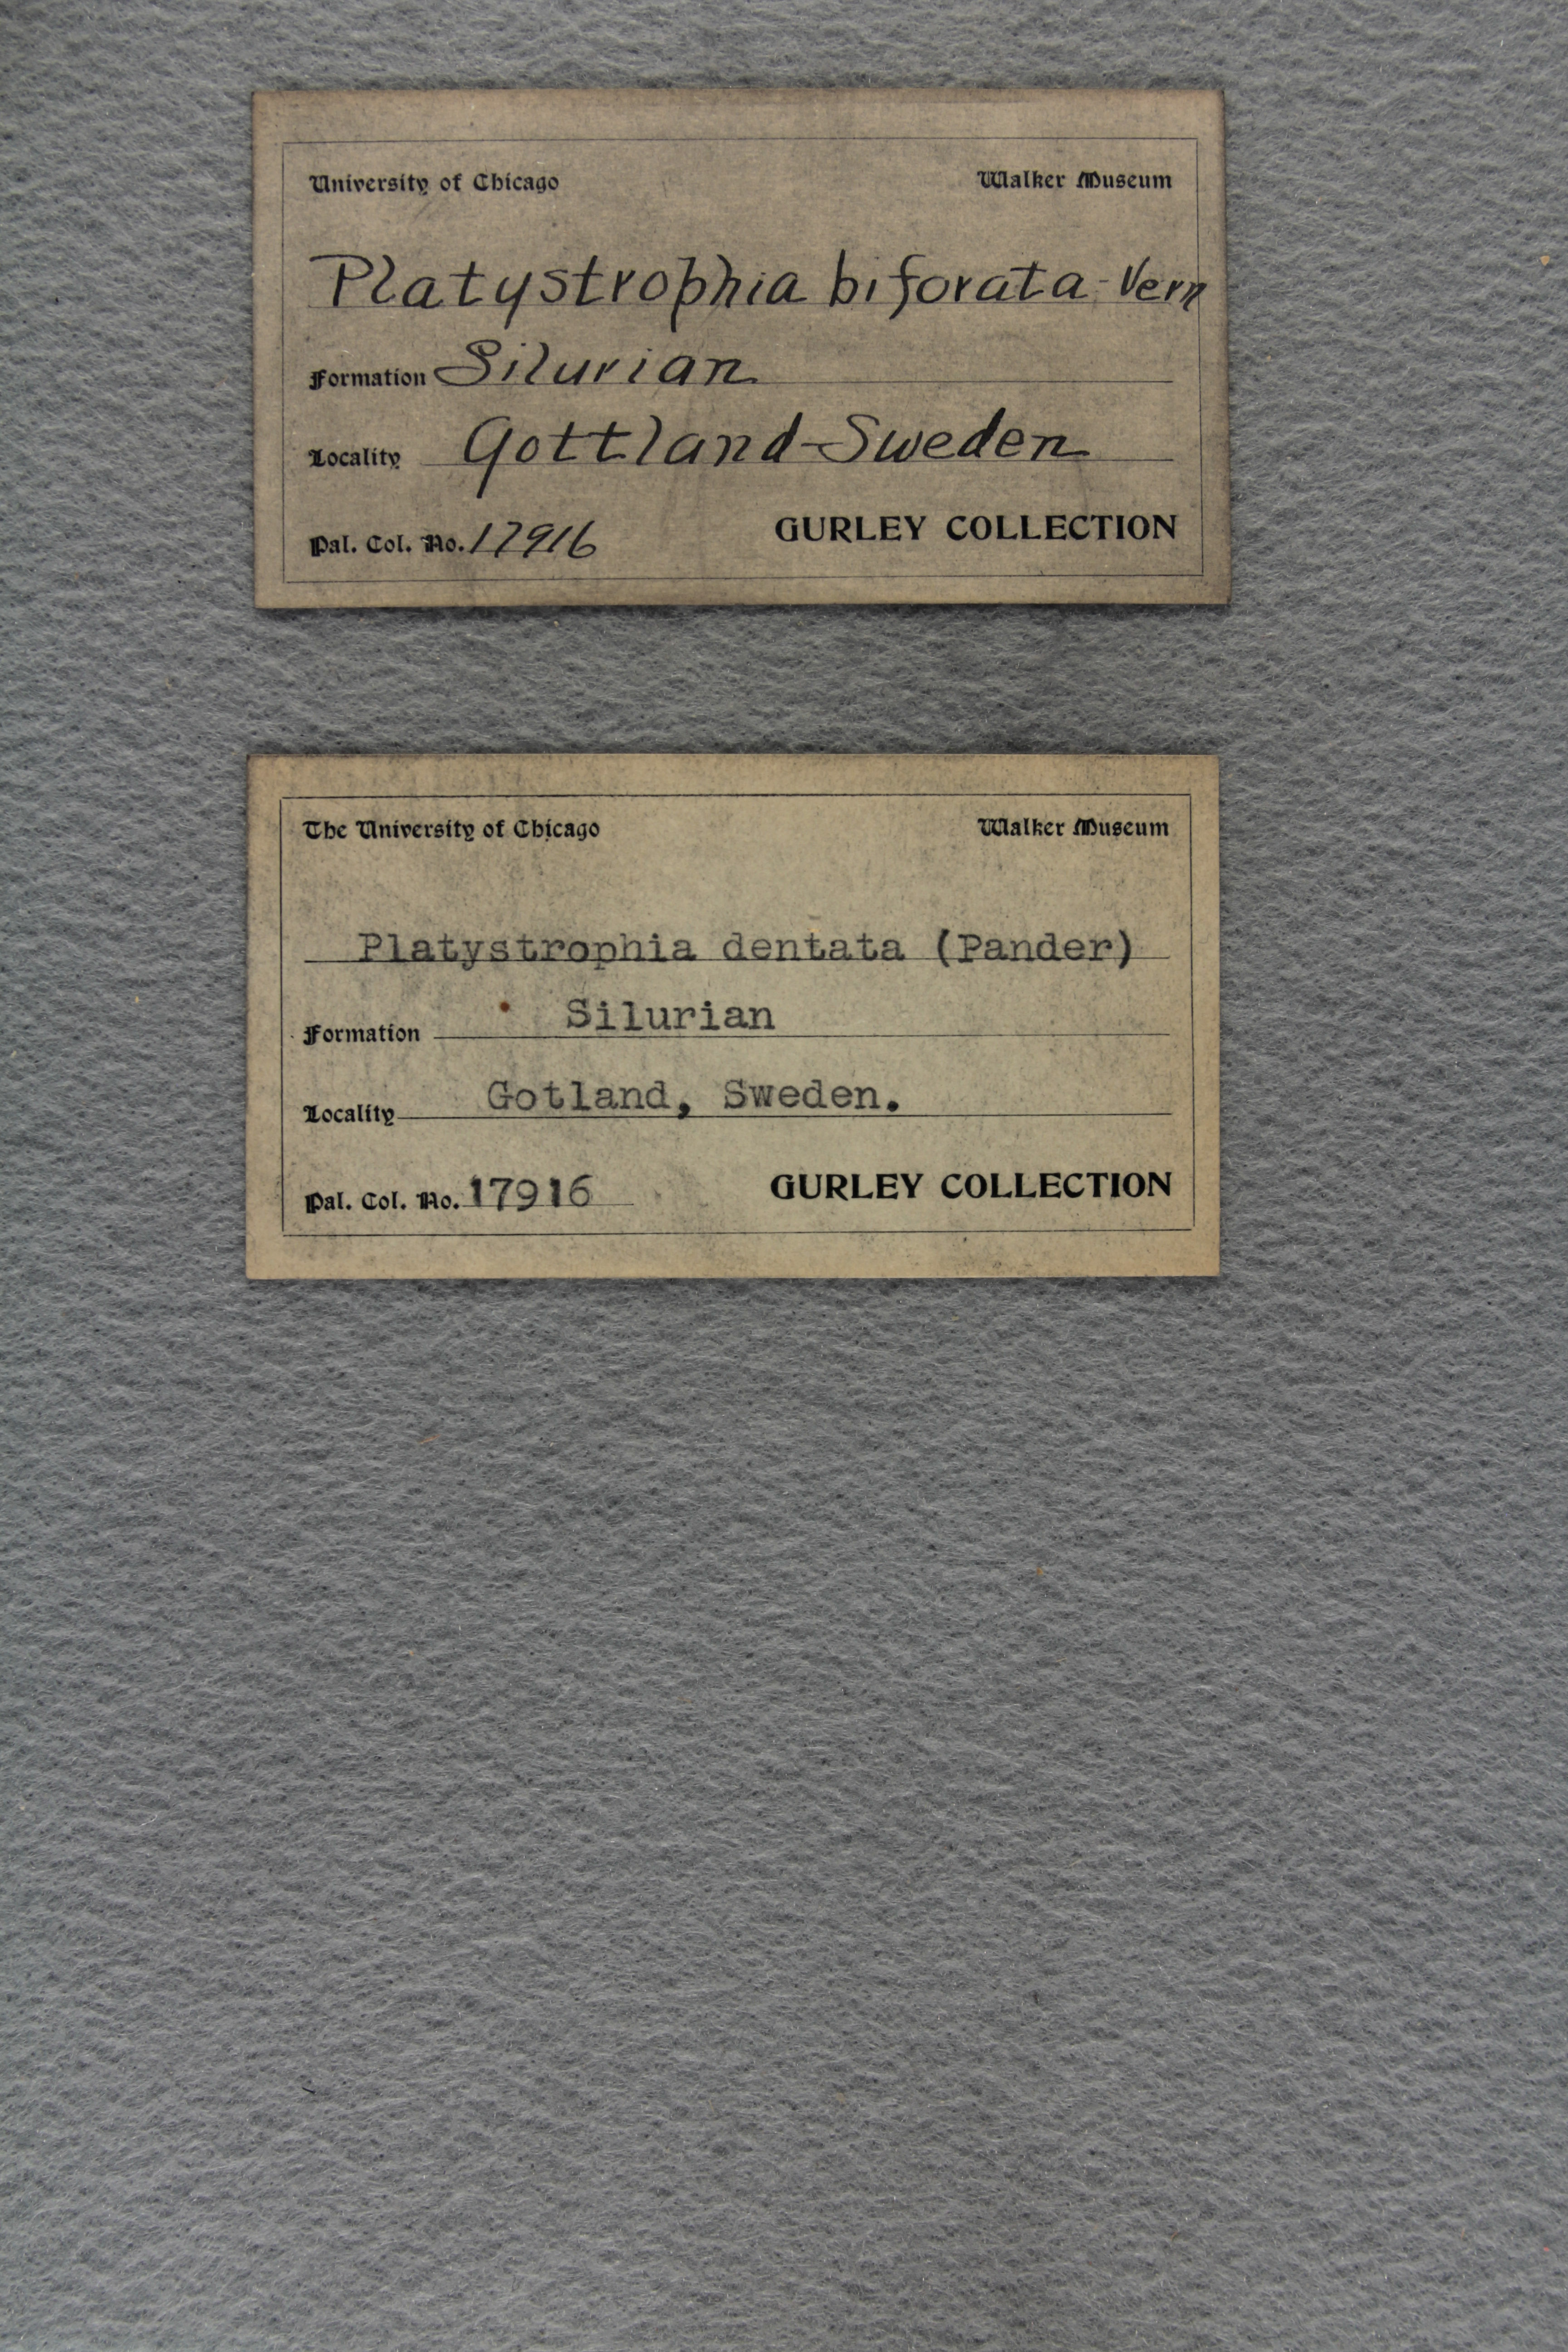 University of Chicago Walker Museum
Platystrophia biforata-Vern
Formation Silurian
Locality Gottland-Sweden
Pal. Col. No. 17916 GURLEY COLLECTION
The University of Chicago Walker Museum
Platystrophia dentata (Pander)
Formation Silurian
Locality Gotland, Sweden.
Pal. Col. No. 17916 GURLEY COLLECTION